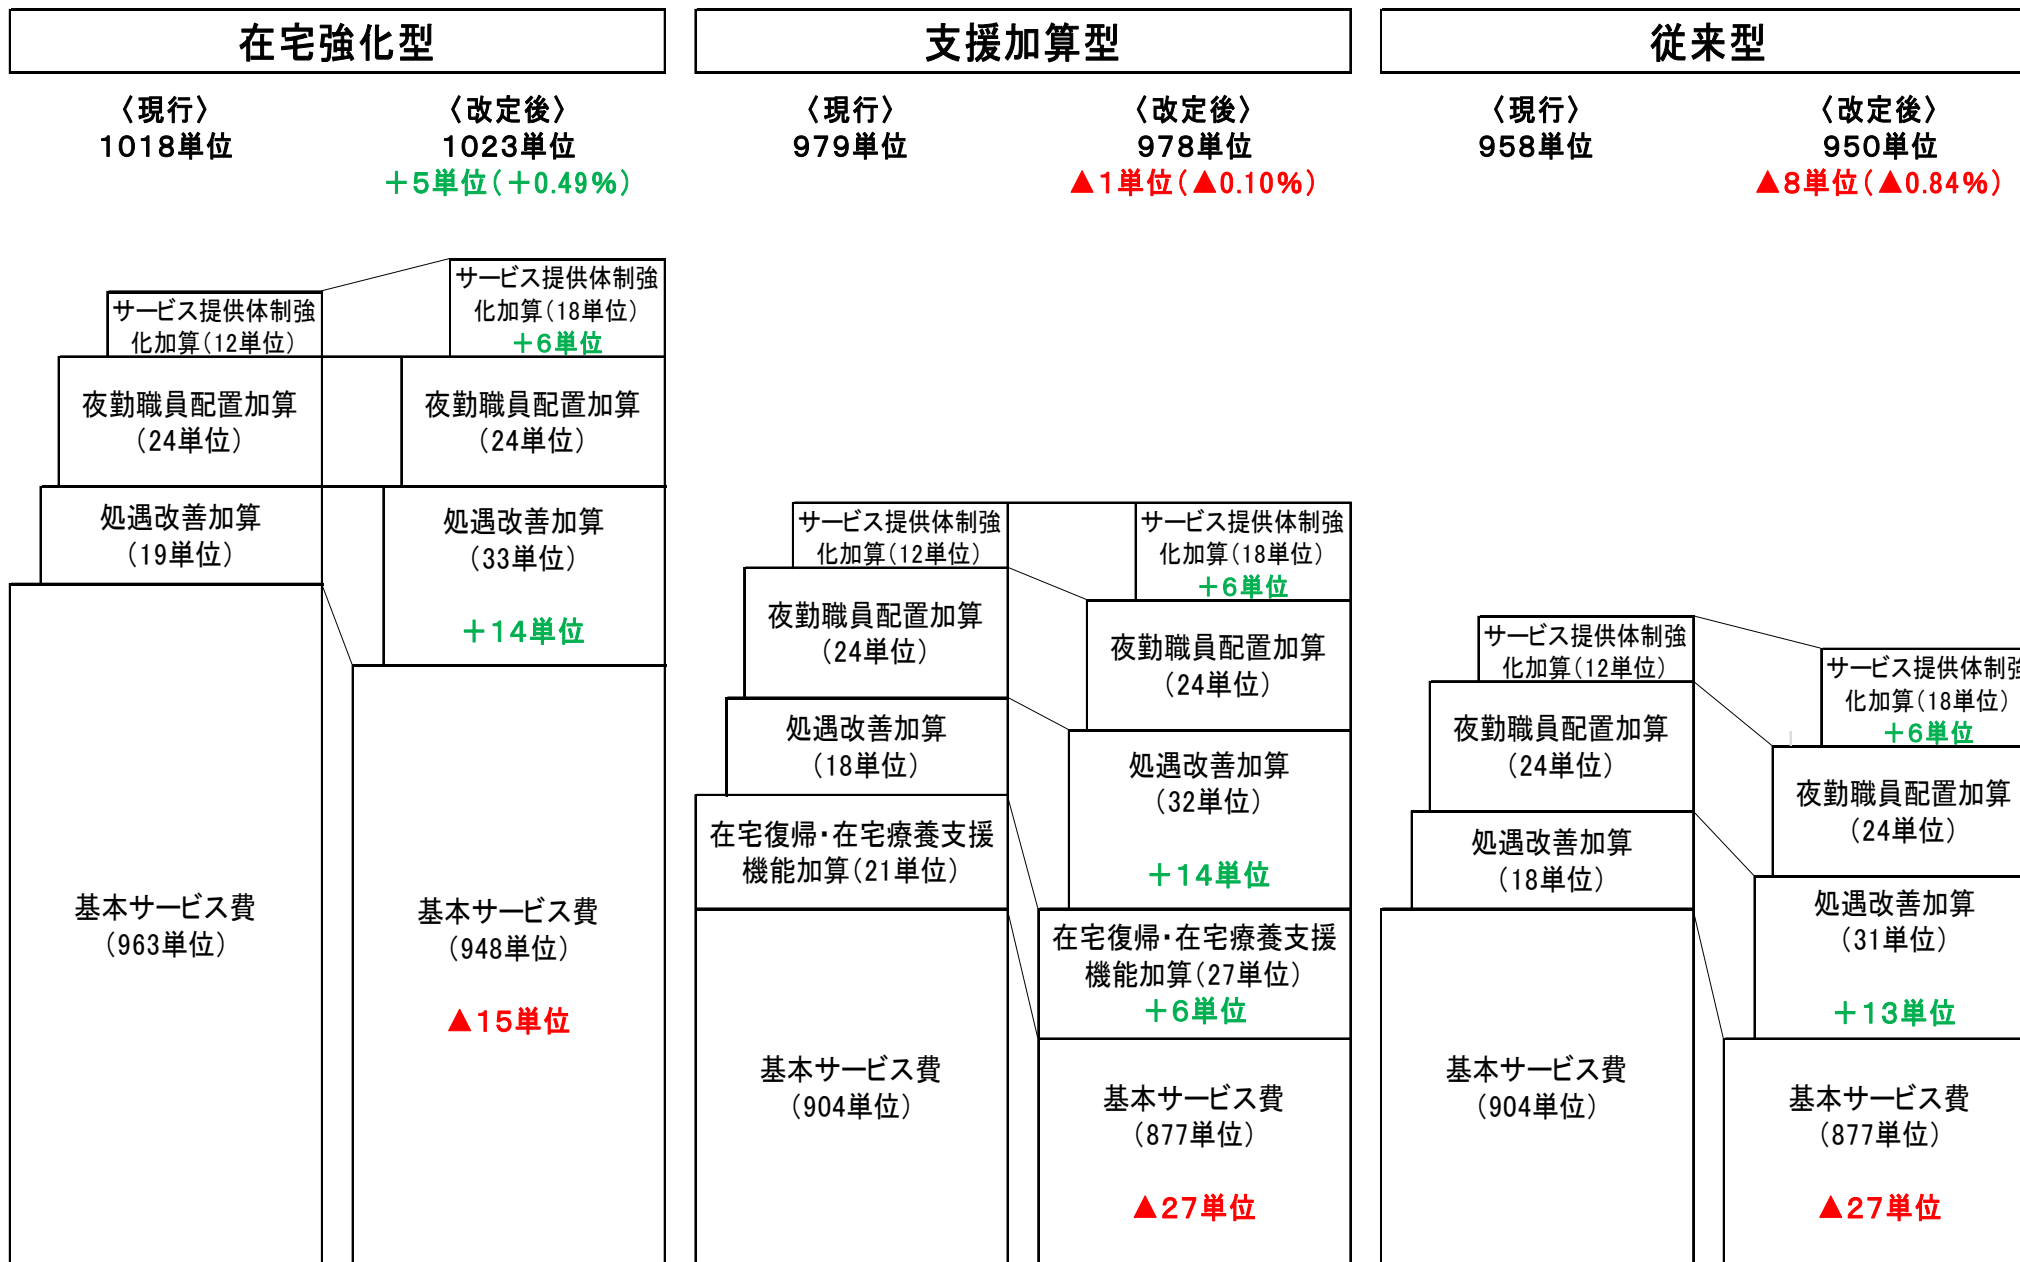 在宅強化型
〈現行〉
1018単位
〈改定後〉
1023単位
＋5単位（＋0.49%）
サービス提供体制強
化加算（12単位）
夜勤職員配置加算
（24単位）
処遇改善加算
（19単位）
基本サービス費
（963単位）
サービス提供体制強
化加算（18単位）
＋6単位
夜勤職員配置加算
（24単位）
処遇改善加算
（33単位）
＋14単位
基本サービス費
（948単位）
▲15単位
支援加算型
〈現行〉
979単位
〈改定後〉
978単位
▲1単位（▲0.10%）
サービス提供体制強
化加算（12単位）
夜勤職員配置加算
（24単位）
処遇改善加算
（18単位）
在宅復帰・在宅療養支援
機能加算（21単位）
基本サービス費
（904単位）
サービス提供体制強
化加算（18単位）
＋6単位
夜勤職員配置加算
（24単位）
処遇改善加算
（32単位）
＋14単位
在宅復帰・在宅療養支援
機能加算（27単位）
＋6単位
基本サービス費
（877単位）
▲27単位
従来型
〈現行〉
958単位
〈改定後〉
950単位
▲8単位（▲0.84%）
サービス提供体制強
化加算（12単位）
夜勤職員配置加算
（24単位）
処遇改善加算
（18単位）
基本サービス費
（904単位）
サービス提供体制強
化加算（18単位）
＋6単位
夜勤職員配置加算
（24単位）
処遇改善加算
（31単位）
＋13単位
基本サービス費
（877単位）
▲27単位